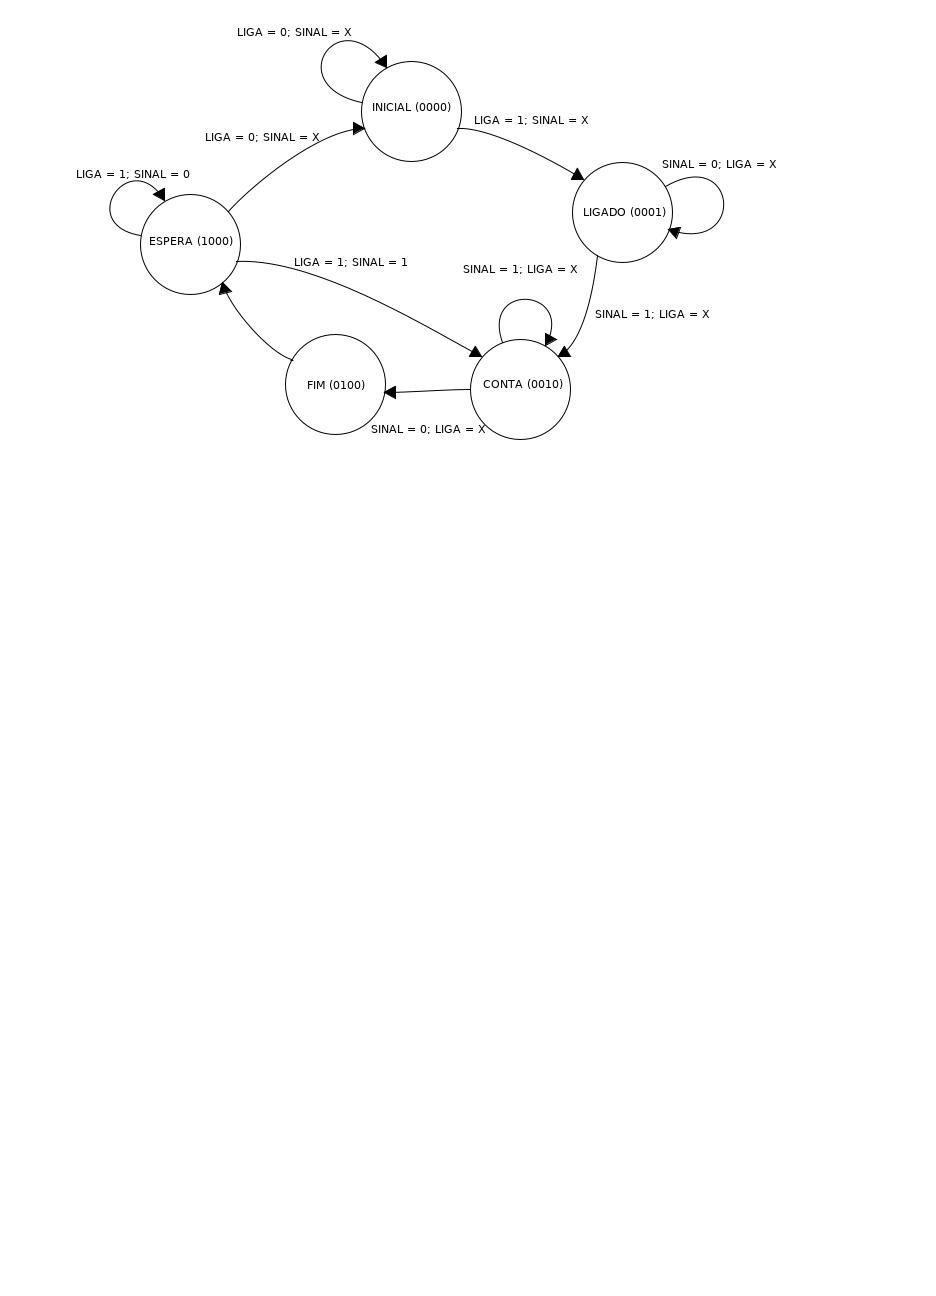 LIGA = 0; SINAL = X
INICIAL (0000)
LIGA = 1; SINAL = X
LIGA = 0; SINAL = X
SINAL = 0; LIGA = X
LIGA = 1; SINAL = 0
LIGADO (0001)
ESPERA (1000)
LIGA = 1; SINAL = 1
SINAL = 1; LIGA = X
SINAL = 1; LIGA = X
FIM (0100)
CONTA (0010)
SINAL = 0; LIGA = X